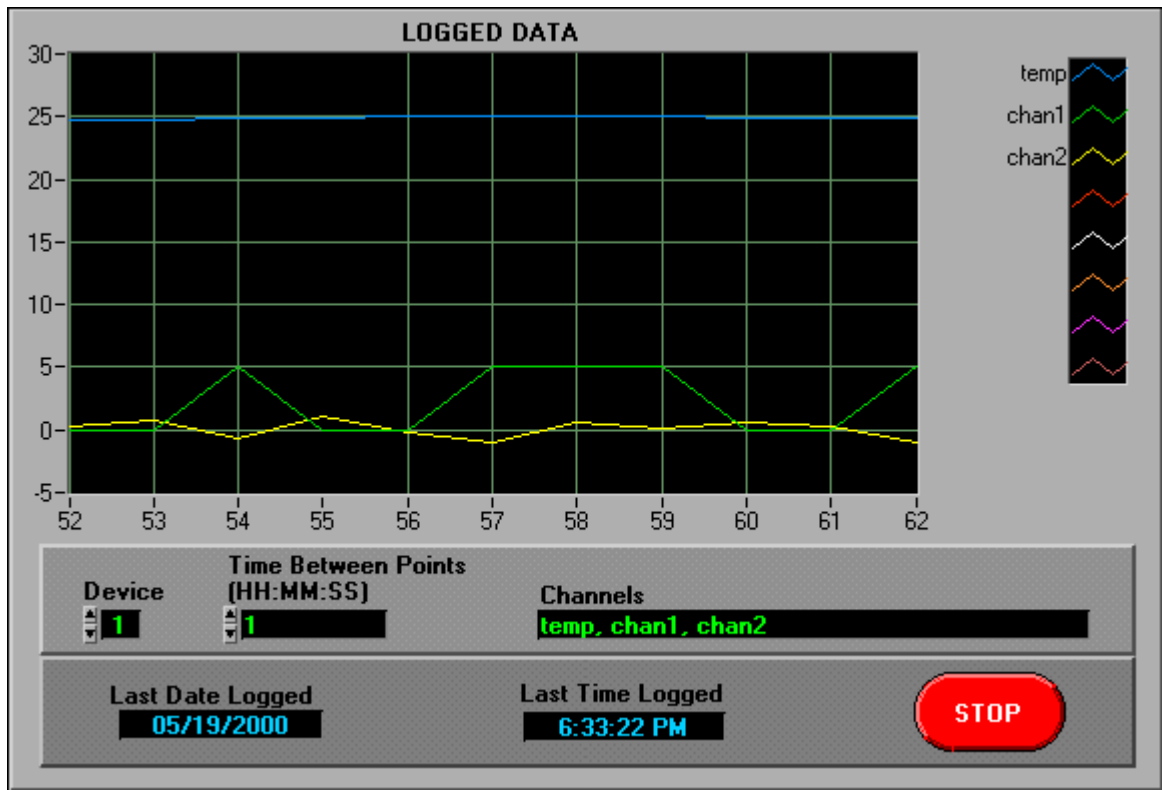 LOGGED DATA
30
25
20
15
10
5
0
-5
52 53 54 55 56 57 58 59 60 61 62
temp
chan1
chan2
Time Between Points
Device (HH:MM:SS) Channels
1 1 temp, chan1, chan2
Last Date Logged Last Time Logged
05/19/2000 6:33:22 PM
STOP